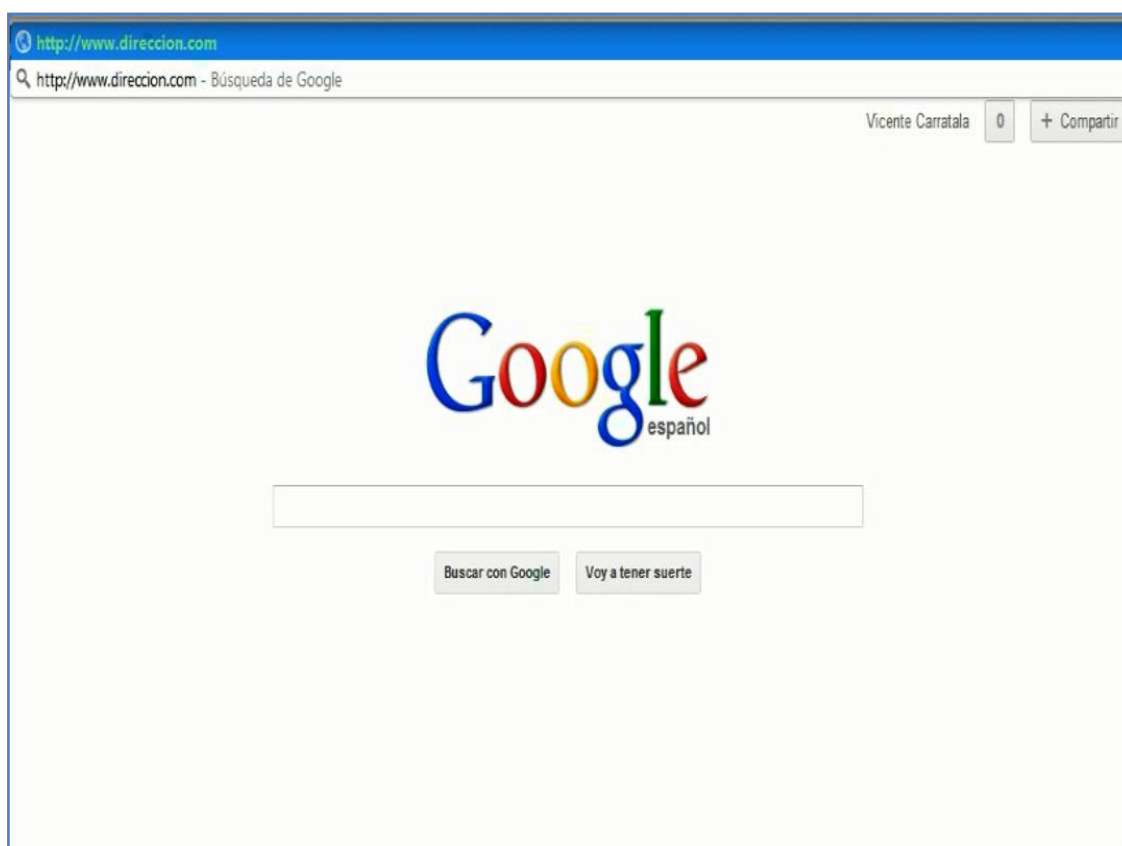 http://www.direccion.com
http://www.direccion.com - Búsqueda de Google
Vicente Carratala 0 + Compartir
Google
español
Buscar con Google Voy a tener suerte